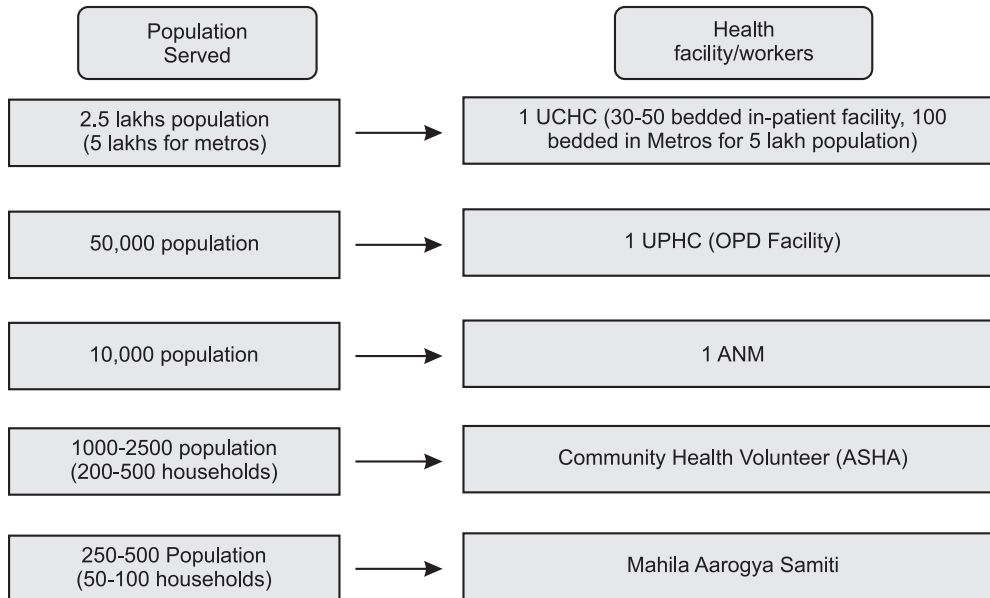 Population
Served
Health
facility/workers
2.5 lakhs population
(5 lakhs for metros)
1 UCHC (30-50 bedded in-patient facility, 100
bedded in Metros for 5 lakh population)
50,000 population
1 UPHC (OPD Facility)
10,000 population
1 ANM
1000-2500 population
(200-500 households)
Community Health Volunteer (ASHA)
250-500 Population
(50-100 households)
Mahila Aarogya Samiti